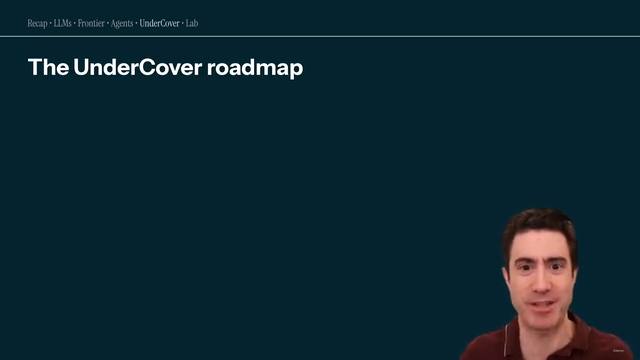 Recap • LLMs • Frontier • Agents • UnderCover • Lab
The UnderCover roadmap